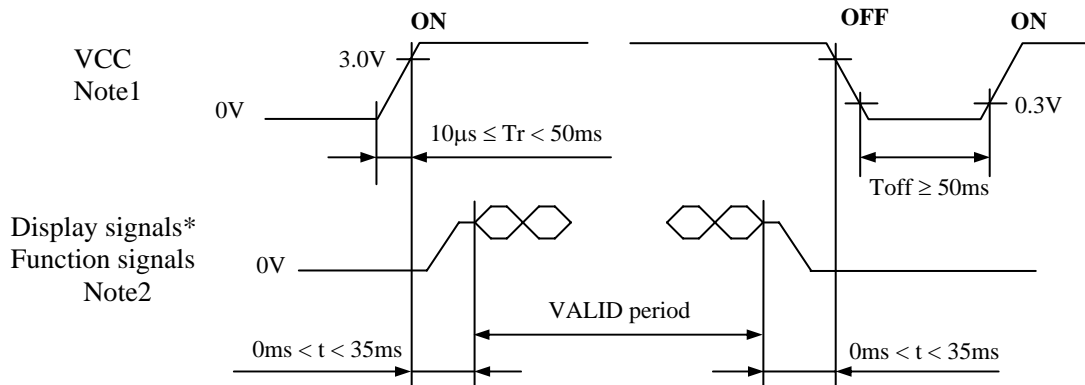 ON
OFF
ON
VCC
Note1
3.0V
0V
0.3V
10μs ≤ Tr < 50ms
Toff ≥ 50ms
Display signals*
Function signals
Note2
0V
VALID period
0ms < t < 35ms
0ms < t < 35ms